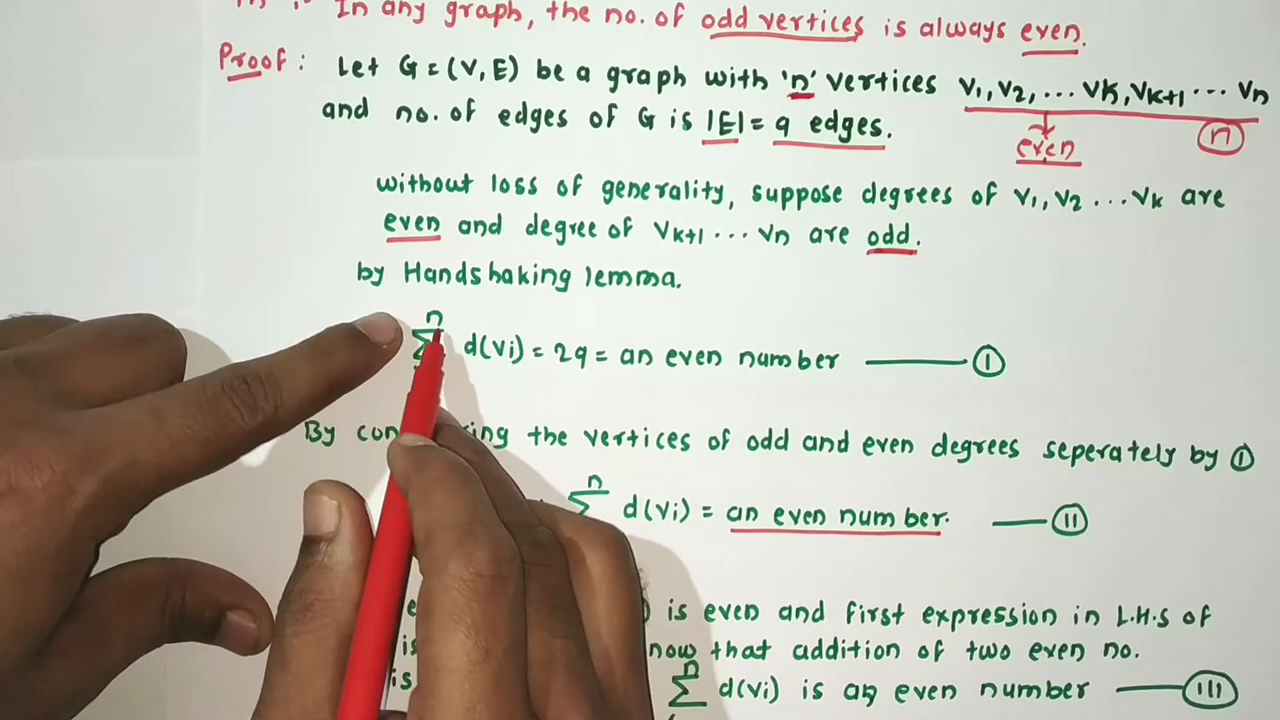 In any graph, the no. of odd vertices is always even.
Proof : Let G = (V, E) be a graph with 'n' vertices v₁, v₂, ... vk, vk+1 ... vn
and no. of edges of G is |E| = q edges.
even
n
without loss of generality, suppose degrees of v₁, v₂ ... vk are
even and degree of vk+1 ... vn are odd.
by Handshaking lemma.
n
Σ d(vi) = 2q = an even number —— ①
By the vertices of odd and even degrees seperately by ①
n
Σ d(vi) = an even number. —— ⑪
is even and first expression in L.H.S of
is that addition of two even no.
is n
Σ d(vi) is an even number —— ⑪⑪